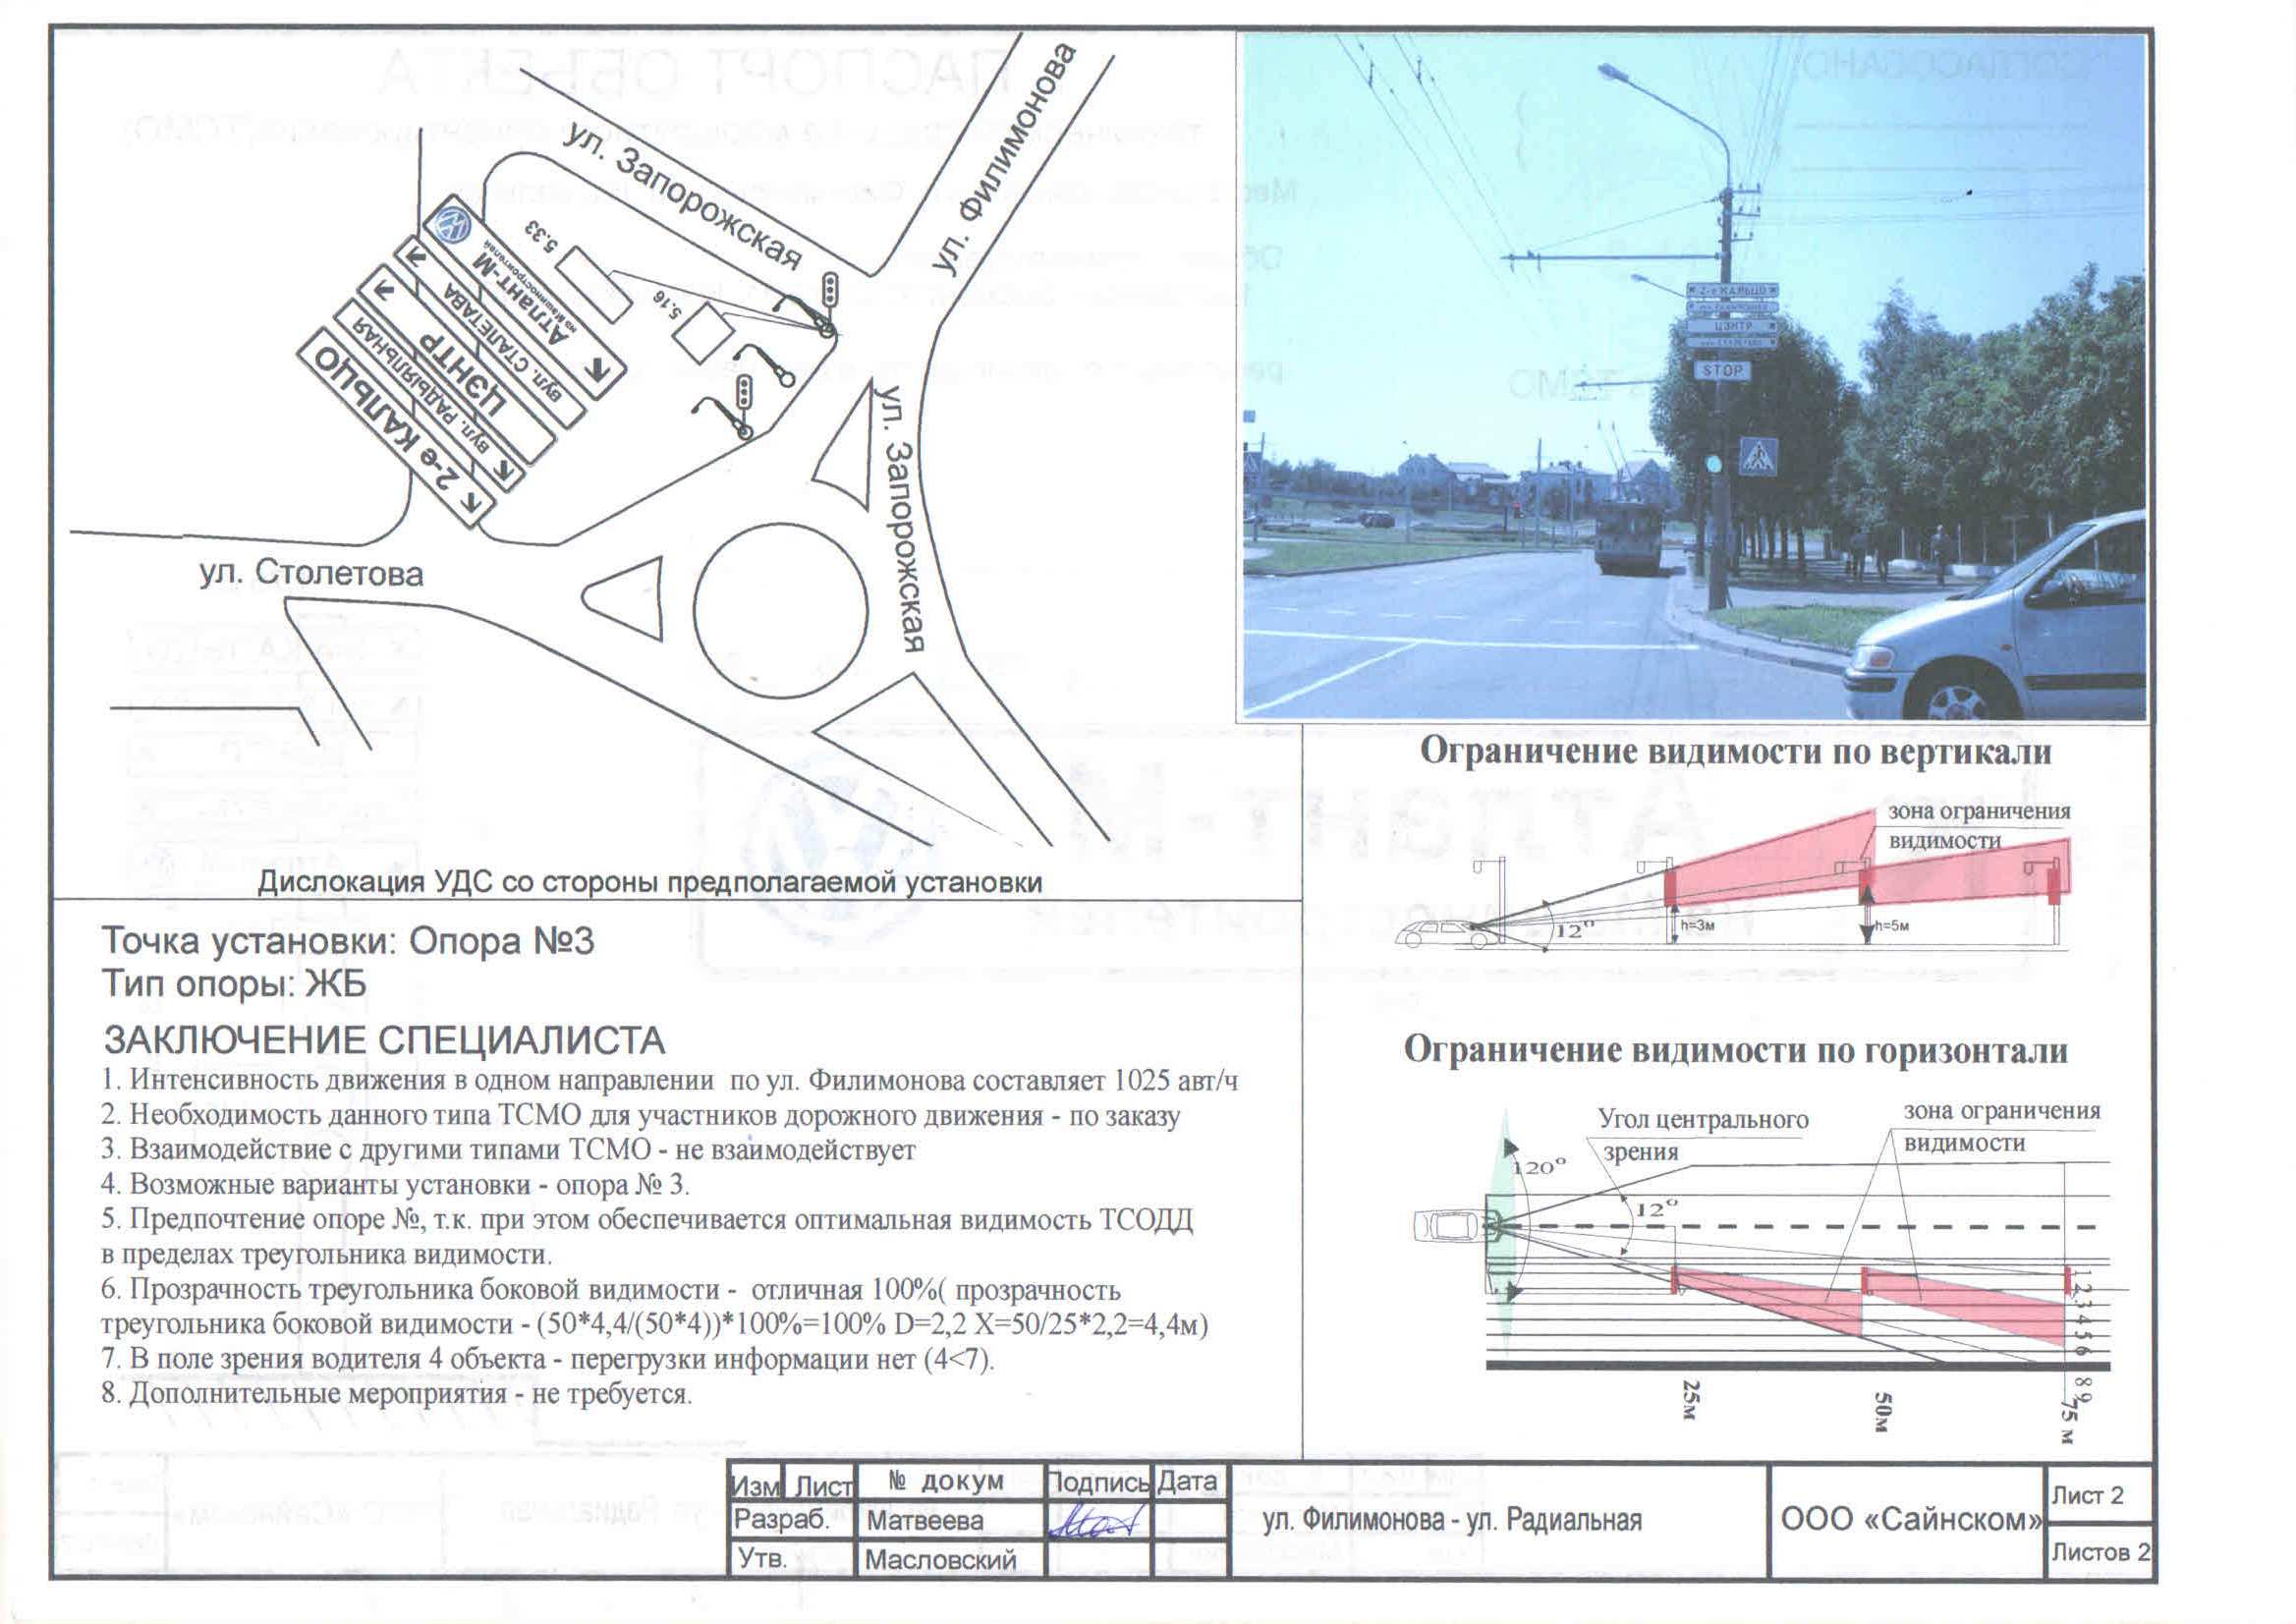 ул. Запорожская
ул. Филимонова
5.33
5.16
Атлант-М
на Машиностроителей
вул. СТАЛЕТАВА
ЦЭНТР
вул. РАДЫЯЛЬНАЯ
2-е КАЛЬЦО
ул. Запорожская
ул. Столетова
Дислокация УДС со стороны предполагаемой установки
2-е КАЛЬЦО
ЦЭНТР
STOP
Точка установки: Опора №3
Тип опоры: ЖБ
ЗАКЛЮЧЕНИЕ СПЕЦИАЛИСТА
1. Интенсивность движения в одном направлении по ул. Филимонова составляет 1025 авт/ч
2. Необходимость данного типа ТСМО для участников дорожного движения - по заказу
3. Взаимодействие с другими типами ТСМО - не взаимодействует
4. Возможные варианты установки - опора № 3.
5. Предпочтение опоре №, т.к. при этом обеспечивается оптимальная видимость ТСОДД
в пределах треугольника видимости.
6. Прозрачность треугольника боковой видимости - отличная 100%( прозрачность
треугольника боковой видимости - (50*4,4/(50*4))*100%=100% D=2,2 X=50/25*2,2=4,4м)
7. В поле зрения водителя 4 объекта - перегрузки информации нет (4<7).
8. Дополнительные мероприятия - не требуется.
Ограничение видимости по вертикали
зона ограничения
видимости
12°
h=3м
h=5м
Ограничение видимости по горизонтали
Угол центрального
зрения
зона ограничения
видимости
120°
12°
1 2 3 4 5 6 8 9
25м
50м
75 м
Изм Лист № докум Подпись Дата
Разраб. Матвеева
Утв. Масловский
ул. Филимонова - ул. Радиальная
ООО «Сайнском»
Лист 2
Листов 2